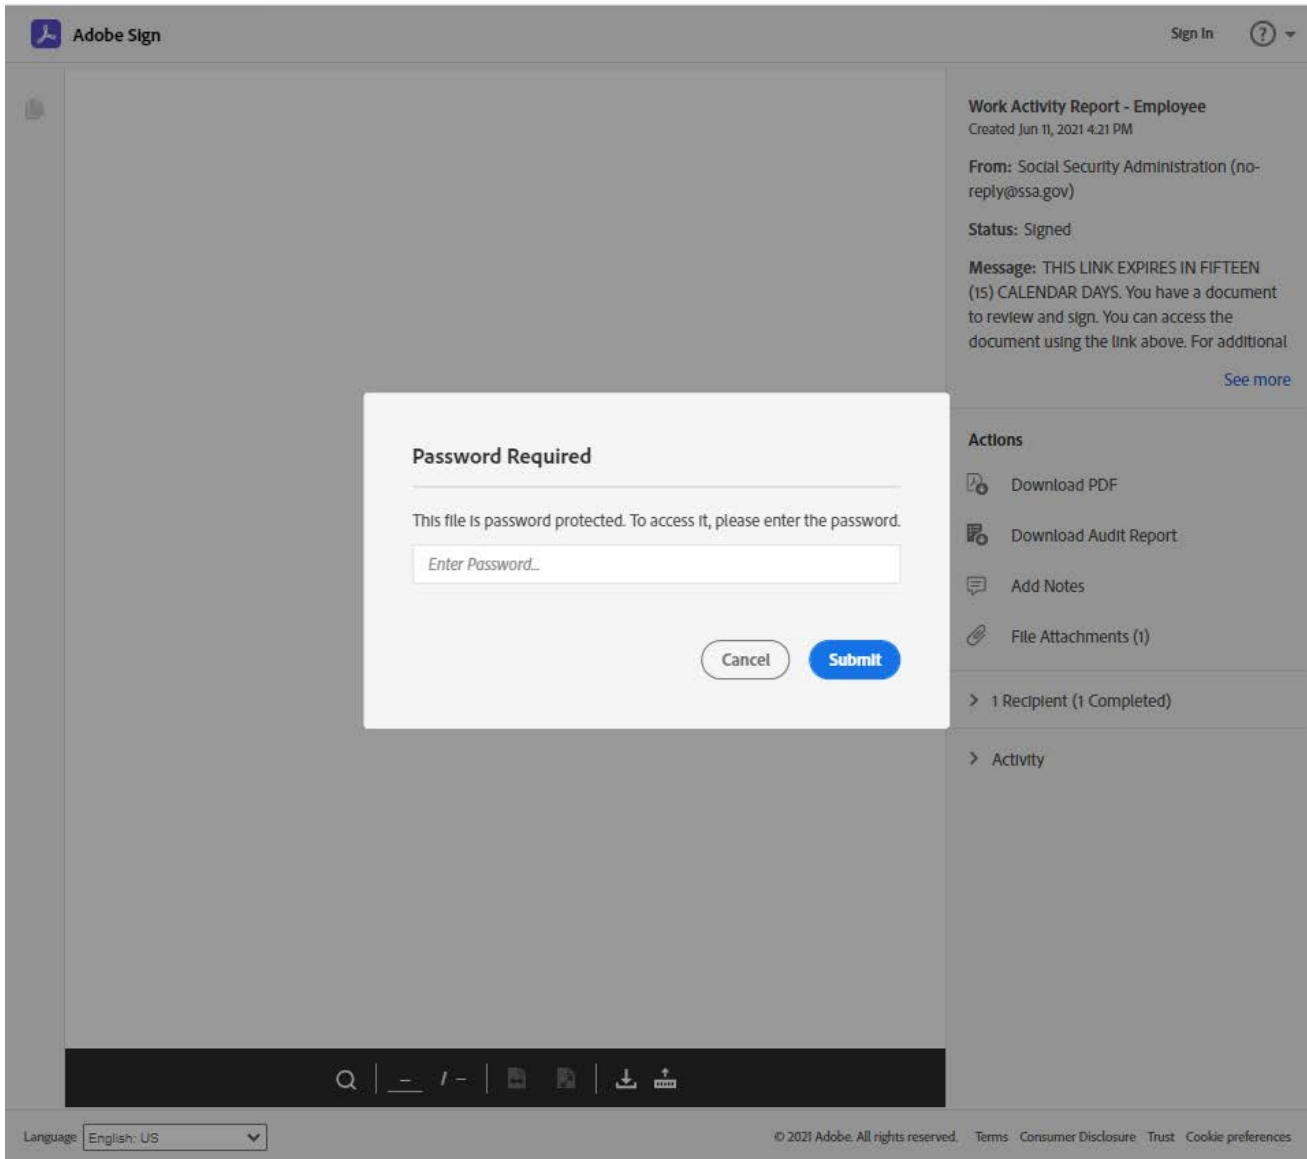 Adobe Sign
Sign In
Work Activity Report - Employee
Created Jun 11, 2021 4:21 PM
From: Social Security Administration (no-
reply@ssa.gov)
Status: Signed
Message: THIS LINK EXPIRES IN FIFTEEN
(15) CALENDAR DAYS. You have a document
to review and sign. You can access the
document using the link above. For additional
See more
Password Required
This file is password protected. To access it, please enter the password.
Enter Password...
Cancel
Submit
Actions
Download PDF
Download Audit Report
Add Notes
File Attachments (1)
1 Recipient (1 Completed)
Activity
– / –
Language English: US
© 2021 Adobe. All rights reserved. Terms Consumer Disclosure Trust Cookie preferences